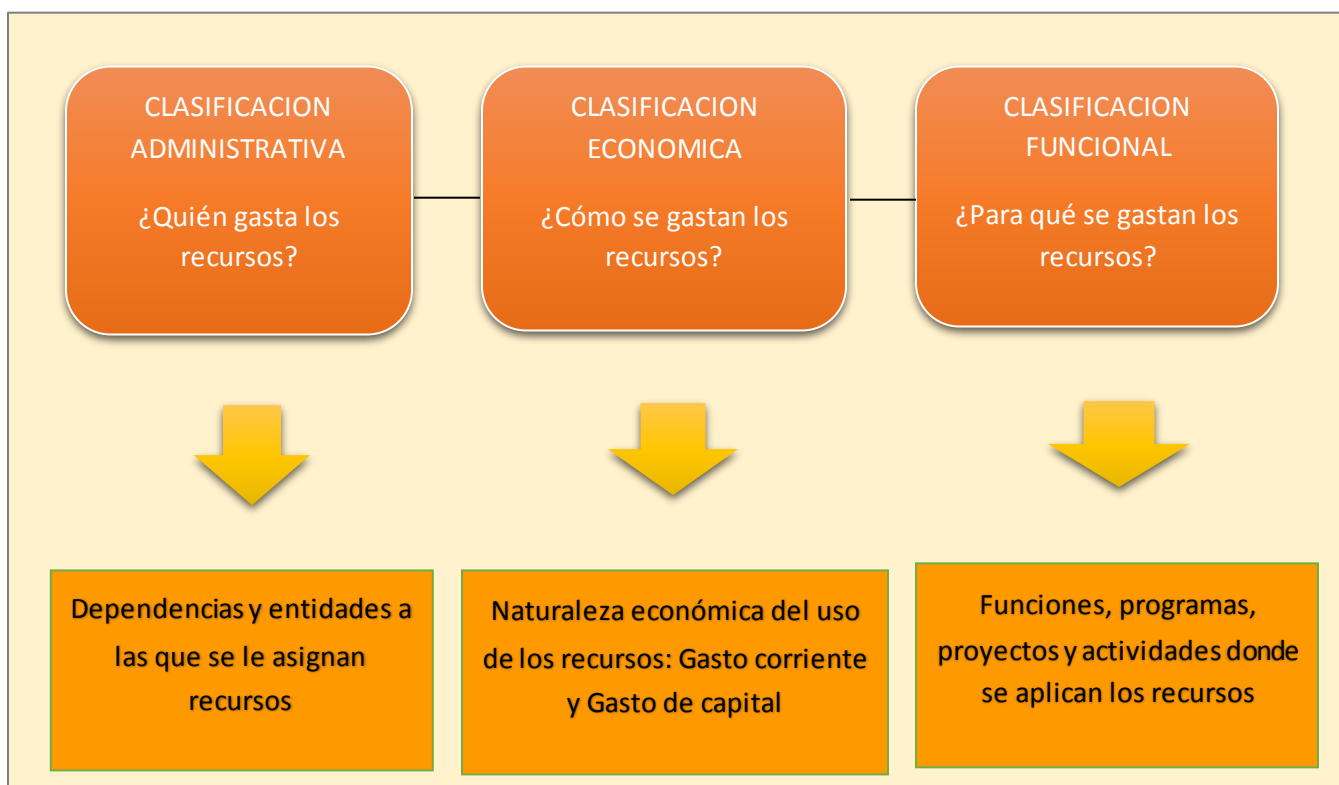 CLASIFICACION
ADMINISTRATIVA
¿Quién gasta los
recursos?
CLASIFICACION
ECONOMICA
¿Cómo se gastan los
recursos?
CLASIFICACION
FUNCIONAL
¿Para qué se gastan los
recursos?
Dependencias y entidades a
las que se le asignan
recursos
Naturaleza económica del uso
de los recursos: Gasto corriente
y Gasto de capital
Funciones, programas,
proyectos y actividades donde
se aplican los recursos